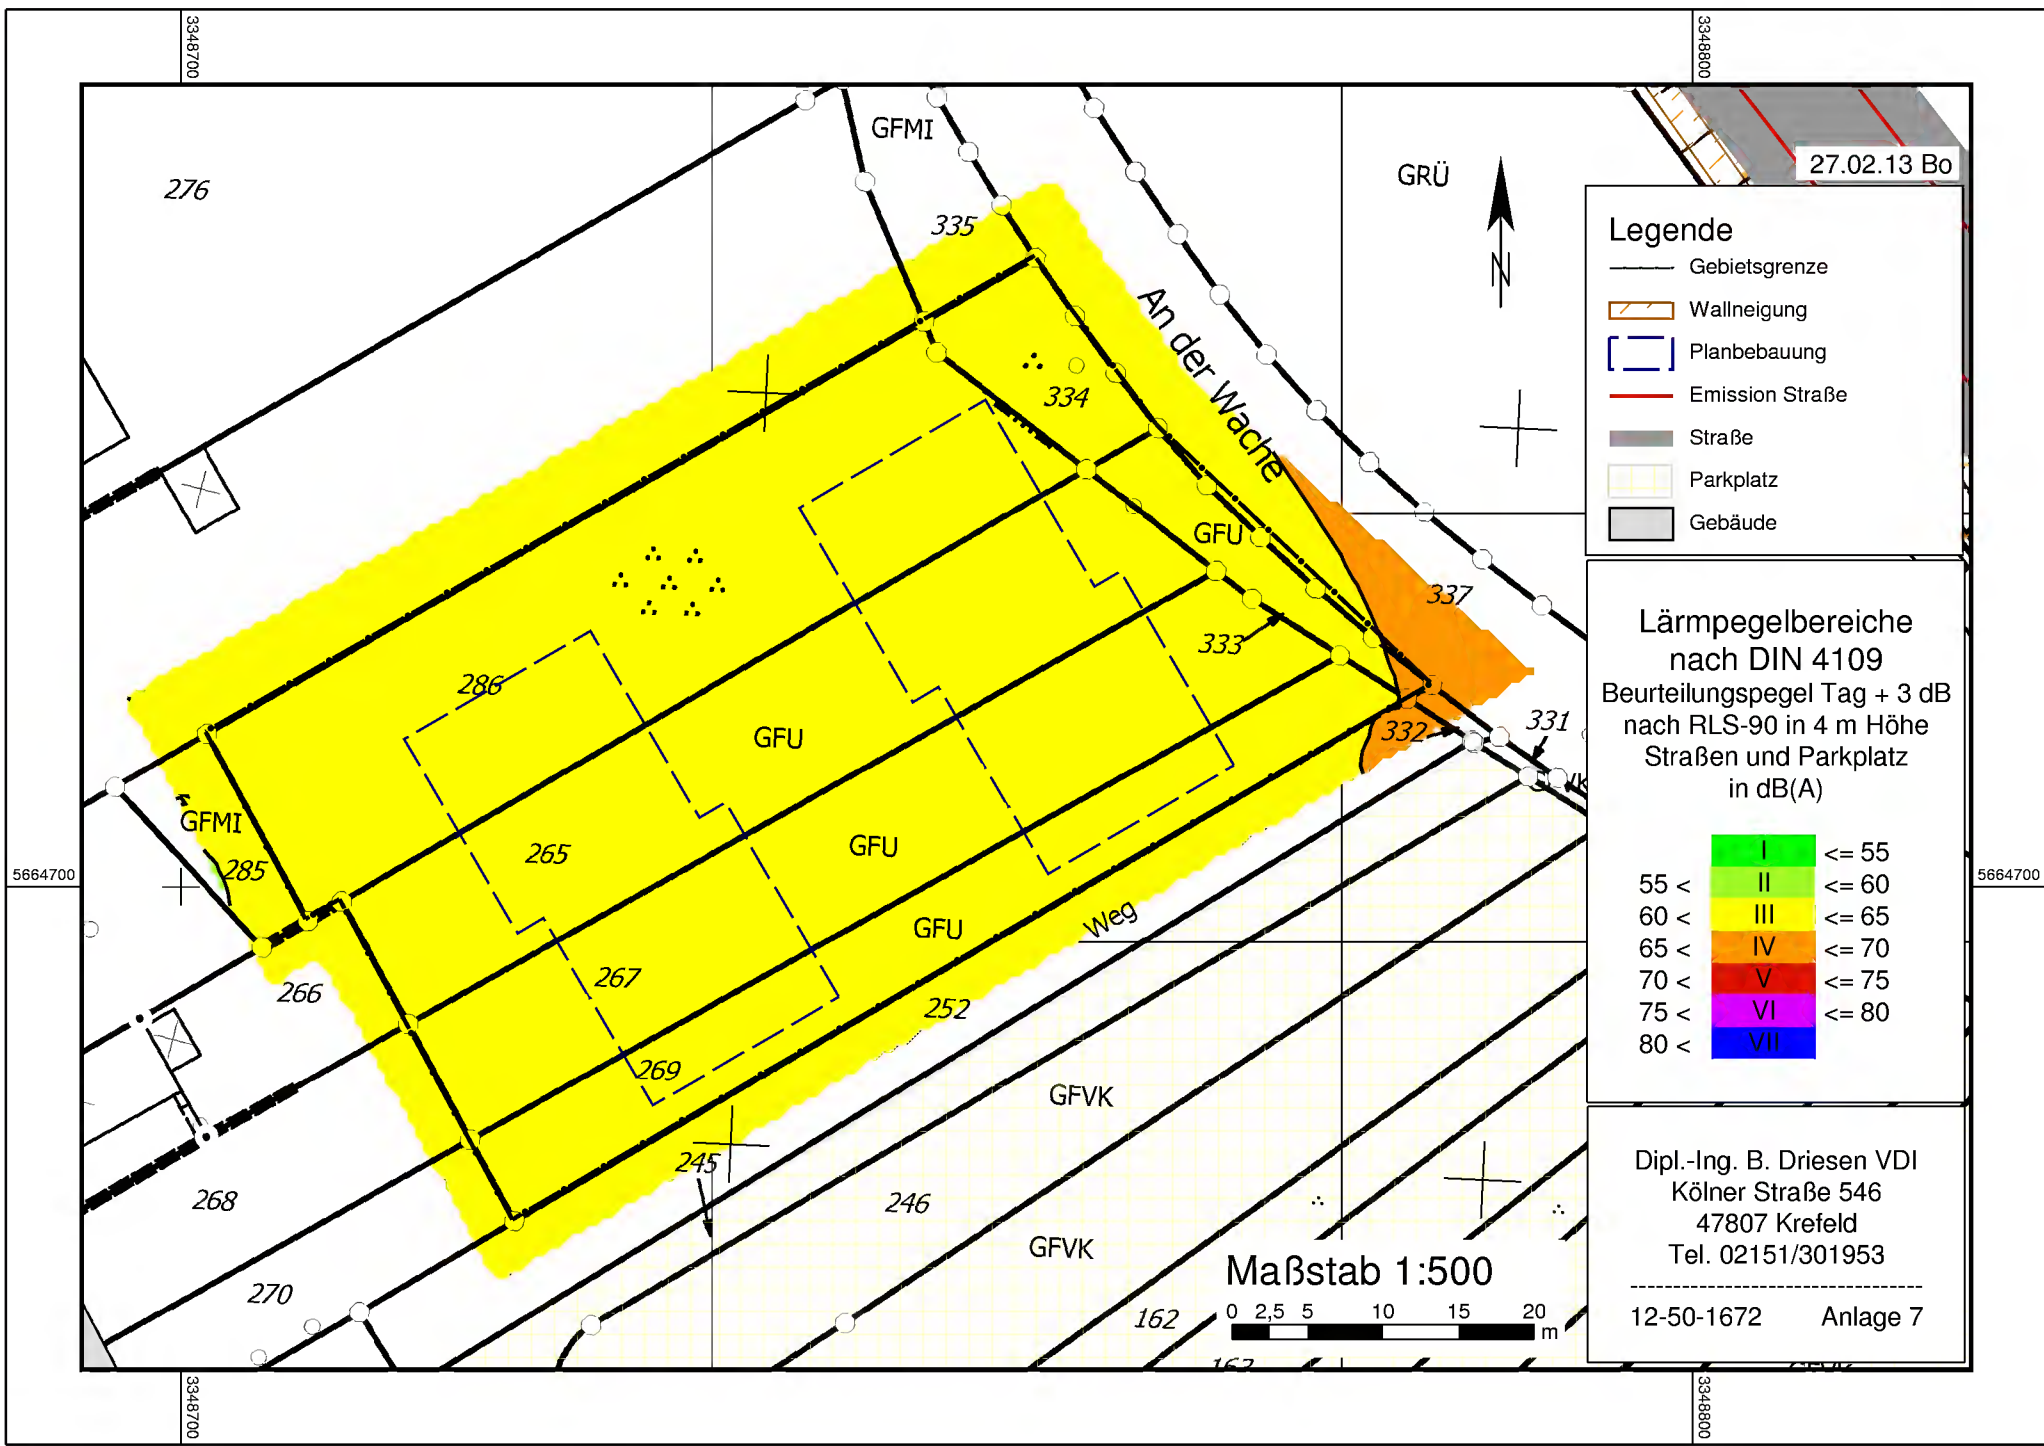 3348700
3348800
GFMI
GRÜ
27.02.13 Bo
276
335
N
Legende
Gebietsgrenze
Wallneigung
Planbebauung
Emission Straße
Straße
Parkplatz
Gebäude
An der Wache
334
GFU
337
333
286
GFU
332
331
GFMI
285
265
GFU
5664700
5664700
GFU
Weg
266
267
252
269
GFVK
245
246
268
GFVK
270
162
Lärmpegelbereiche
nach DIN 4109
Beurteilungspegel Tag + 3 dB
nach RLS-90 in 4 m Höhe
Straßen und Parkplatz
in dB(A)
I <= 55
55 < II <= 60
60 < III <= 65
65 < IV <= 70
70 < V <= 75
75 < VI <= 80
80 < VII
Maßstab 1:500
0 2,5 5 10 15 20
m
Dipl.-Ing. B. Driesen VDI
Kölner Straße 546
47807 Krefeld
Tel. 02151/301953
12-50-1672 Anlage 7
3348700
3348800